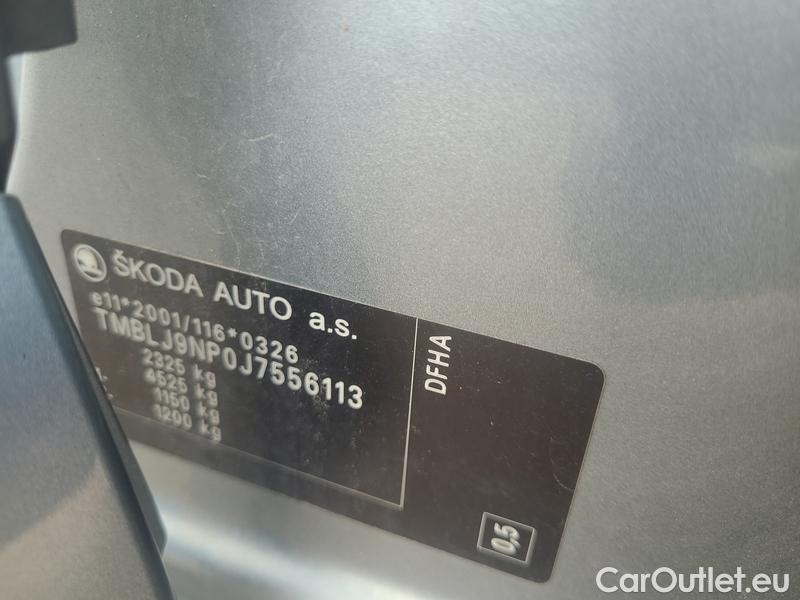 ŠKODA AUTO a.s.
e11*2001/116*0326
TMBLJ9NP0J7556113
2325 kg
4525 kg
1150 kg
1200 kg
DFHA
0,5
CarOutlet.eu